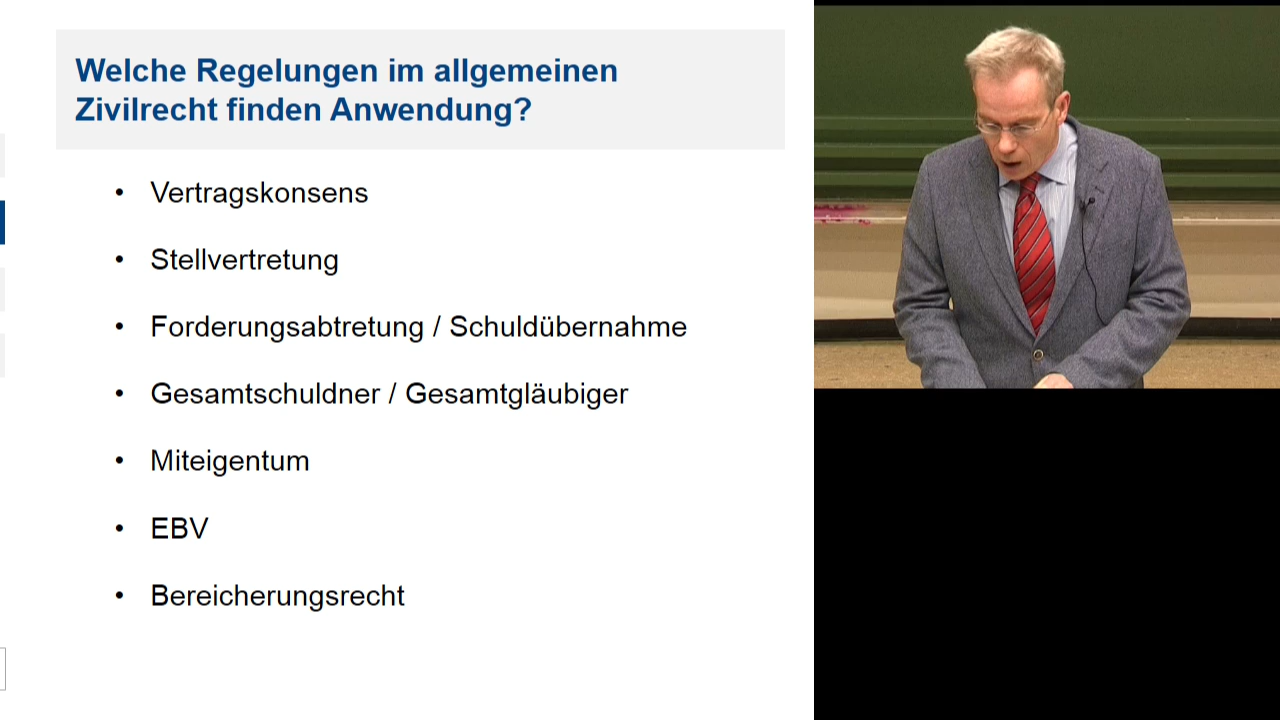 Welche Regelungen im allgemeinen
Zivilrecht finden Anwendung?
• Vertragskonsens
• Stellvertretung
• Forderungsabtretung / Schuldübernahme
• Gesamtschuldner / Gesamtgläubiger
• Miteigentum
• EBV
• Bereicherungsrecht